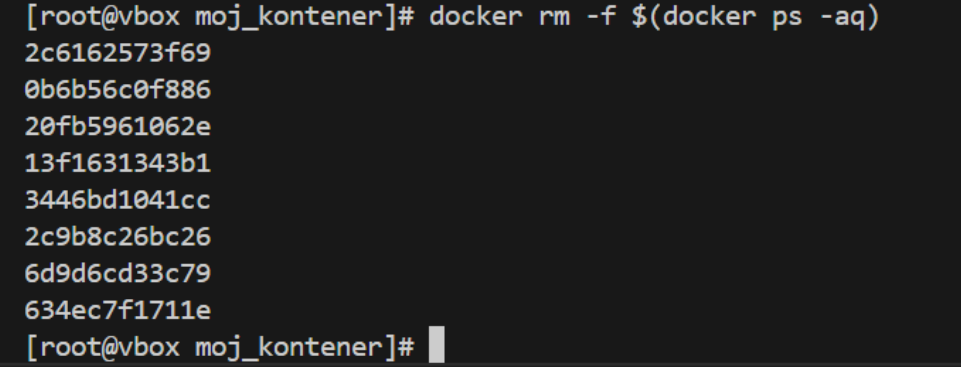 [root@vbox moj_kontener]# docker rm -f $(docker ps -aq)
2c6162573f69
0b6b56c0f886
20fb5961062e
13f1631343b1
3446bd1041cc
2c9b8c26bc26
6d9d6cd33c79
634ec7f1711e
[root@vbox moj_kontener]#